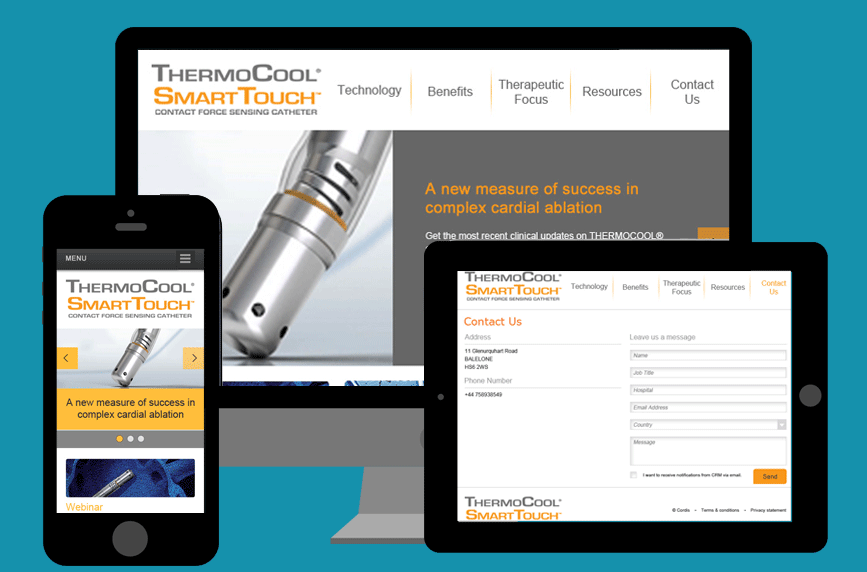 THERMOCOOL®
SMARTTOUCH™
CONTACT FORCE SENSING CATHETER
Technology
Benefits
Therapeutic
Focus
Resources
Contact
Us
A new measure of success in
complex cardial ablation
Get the most recent clinical updates on THERMOCOOL®
MENU
THERMOCOOL®
SMARTTOUCH™
CONTACT FORCE SENSING CATHETER
A new measure of success in
complex cardial ablation
Webinar
THERMOCOOL®
SMARTTOUCH™
CONTACT FORCE SENSING CATHETER
Technology
Benefits
Therapeutic
Focus
Resources
Contact
Us
Contact Us
Address
11 Glenurquhart Road
BALELONE
HS6 2WS
Phone Number
+44 758938549
Leave us a message
Name
Job Title
Hospital
Email Address
Country
Message
I want to receive notifications from CRM via email.
Send
THERMOCOOL®
SMARTTOUCH™
© Cordis • Terms & conditions • Privacy statement